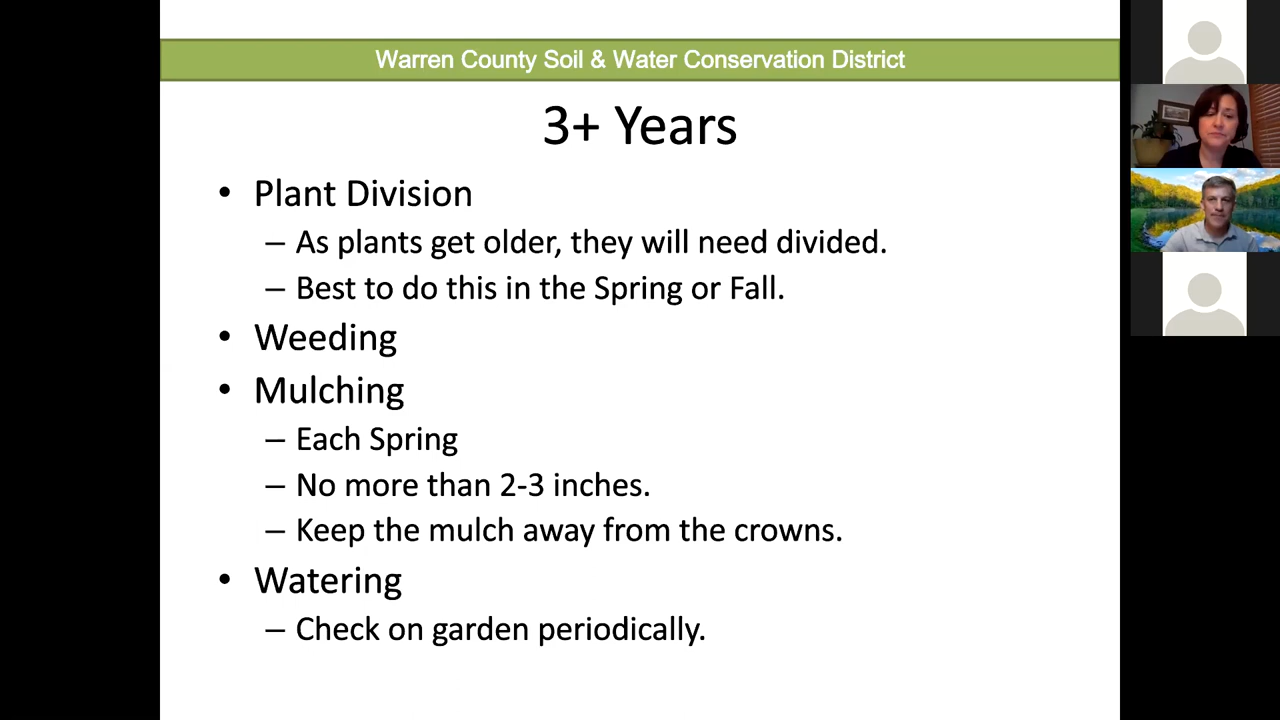 Warren County Soil & Water Conservation District
3+ Years
• Plant Division
– As plants get older, they will need divided.
– Best to do this in the Spring or Fall.
• Weeding
• Mulching
– Each Spring
– No more than 2-3 inches.
– Keep the mulch away from the crowns.
• Watering
– Check on garden periodically.